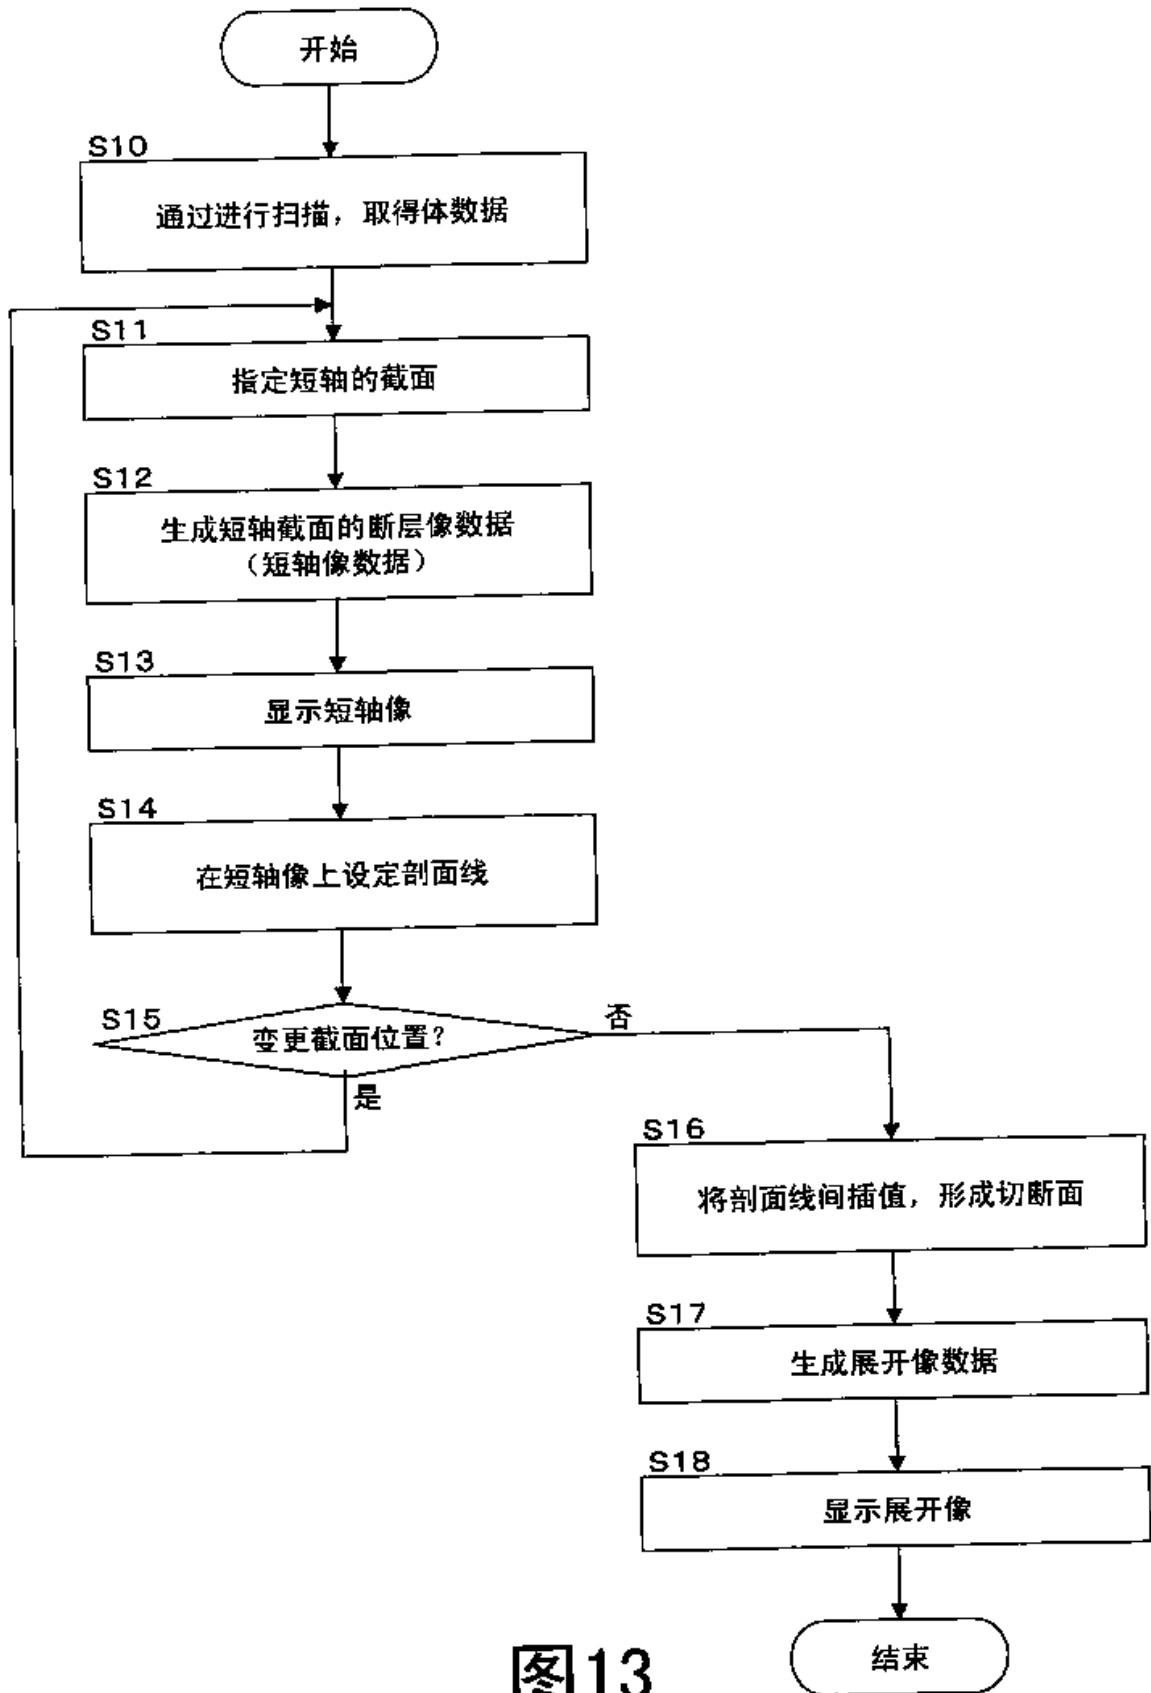 开始
S10
通过进行扫描，取得体数据
S11
指定短轴的截面
S12
生成短轴截面的断层像数据
（短轴像数据）
S13
显示短轴像
S14
在短轴像上设定剖面线
S15
变更截面位置？
否
是
S16
将剖面线间插值，形成切断面
S17
生成展开像数据
S18
显示展开像
结束
图13